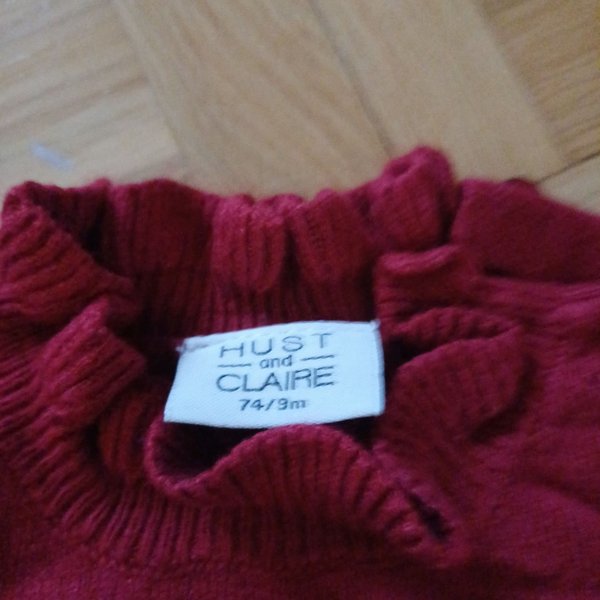 HUST
and
CLAIRE
74/9m